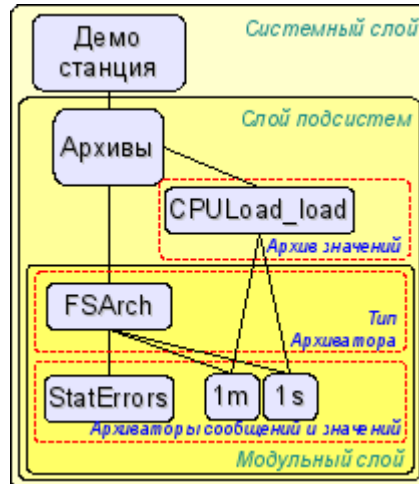 Демо
станция
Системный слой
Слой подсистем
Архивы
CPULoad_load
Архив значений
FSArch
Тип
Архиватора
StatErrors
1m
1s
Архиваторы сообщений и значений
Модульный слой